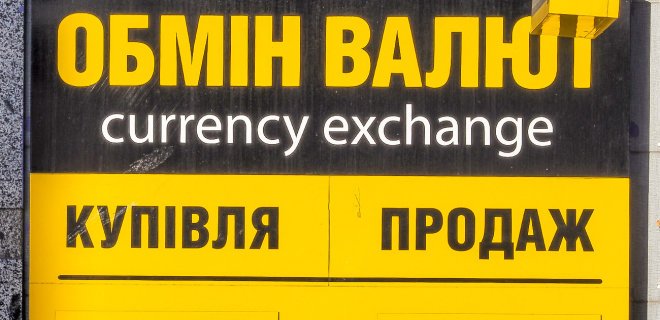 ОБМІН ВАЛЮТ
currency exchange
КУПІВЛЯ ПРОДАЖ